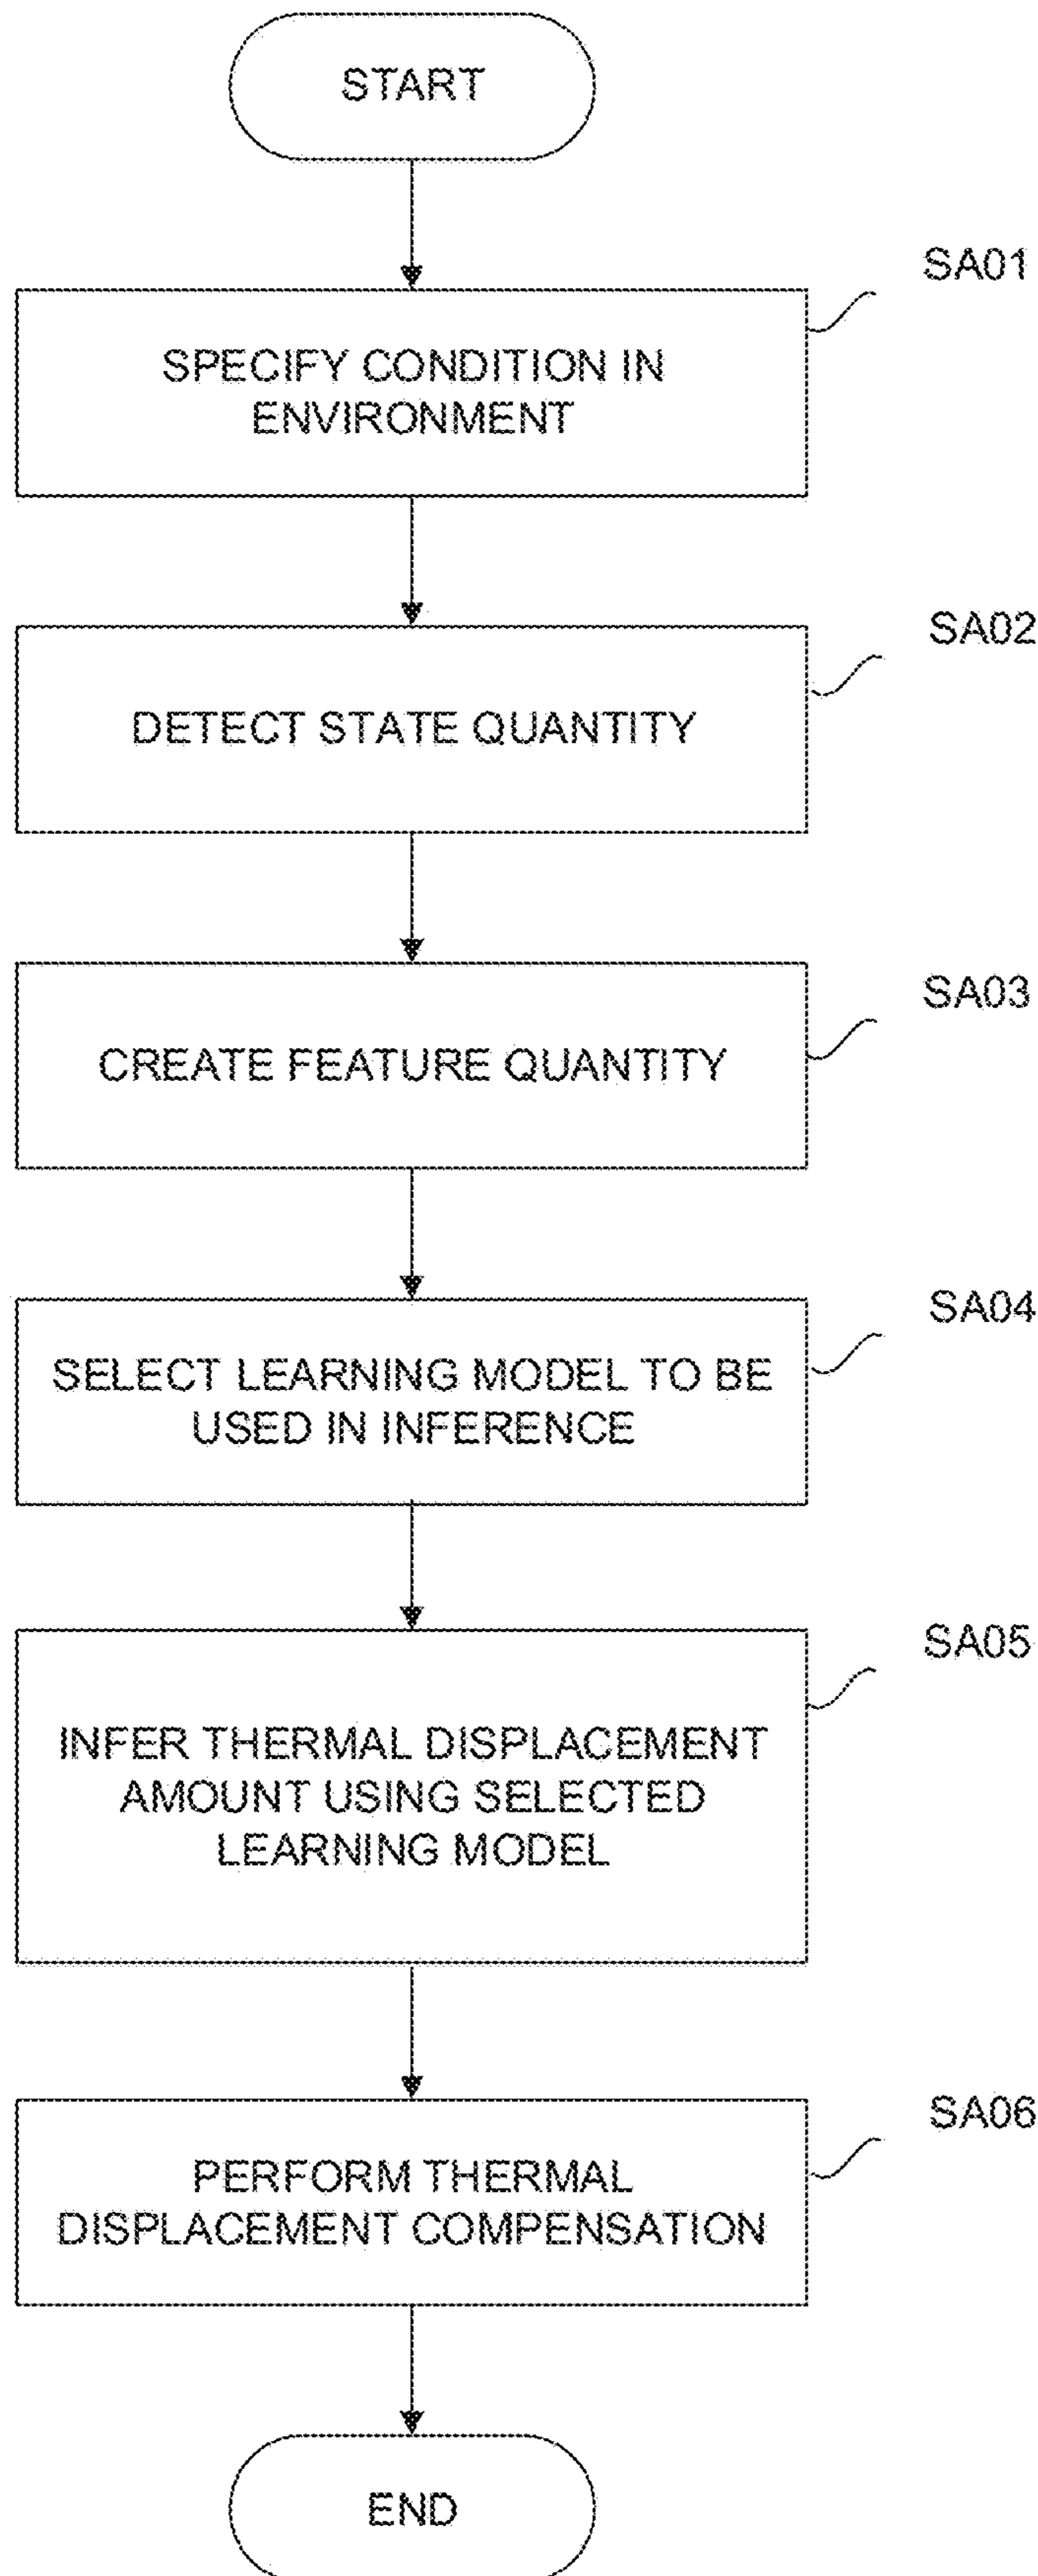 START
SA01
SPECIFY CONDITION IN
ENVIRONMENT
SA02
DETECT STATE QUANTITY
SA03
CREATE FEATURE QUANTITY
SA04
SELECT LEARNING MODEL TO BE
USED IN INFERENCE
SA05
INFER THERMAL DISPLACEMENT
AMOUNT USING SELECTED
LEARNING MODEL
SA06
PERFORM THERMAL
DISPLACEMENT COMPENSATION
END